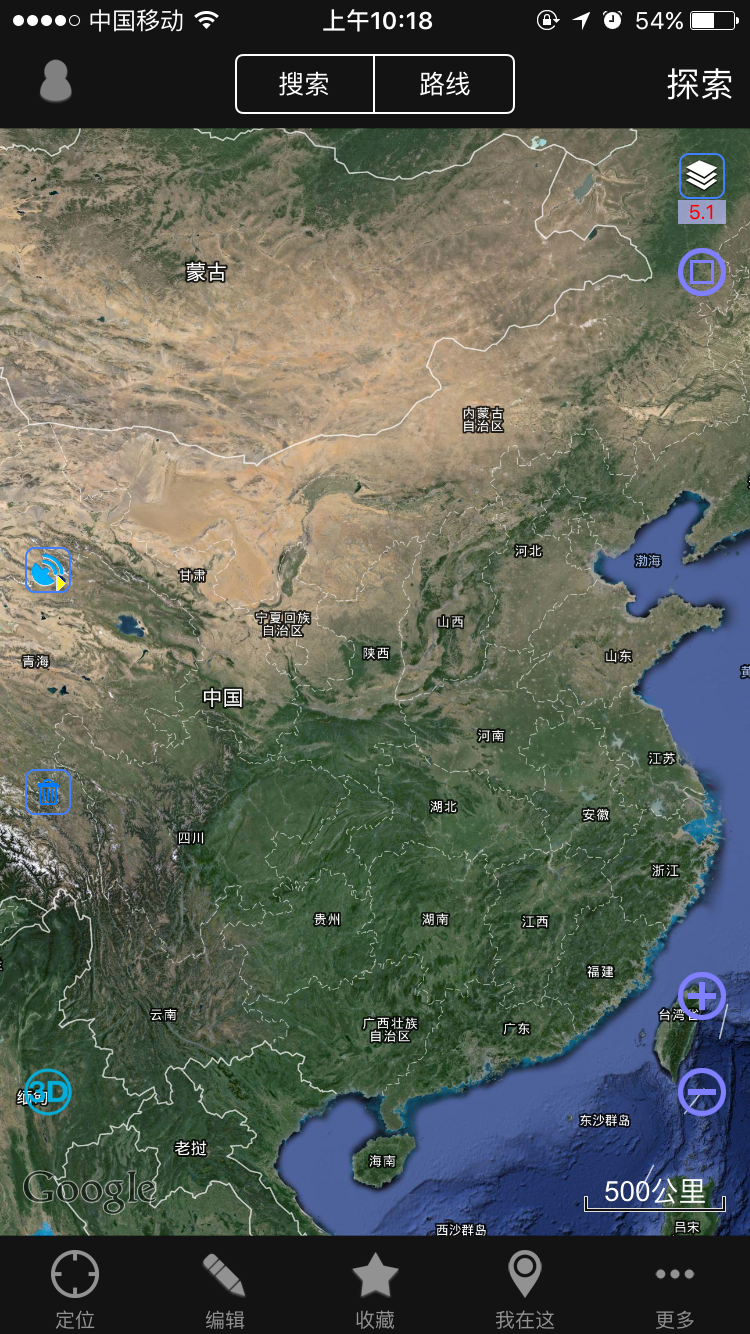 中国移动 上午10:18 54%
搜索 路线 探索
5.1
蒙古
内蒙古
自治区
河北
渤海
甘肃
宁夏回族
自治区
山西
陕西
山东
青海
黄
中国
河南
江苏
湖北
安徽
四川
浙江
贵州
湖南
江西
福建
云南
广西壮族
自治区
广东
台湾省
缅甸
3D
东沙群岛
老挝
海南
Google
500公里
西沙群岛
吕宋
定位 编辑 收藏 我在这 更多